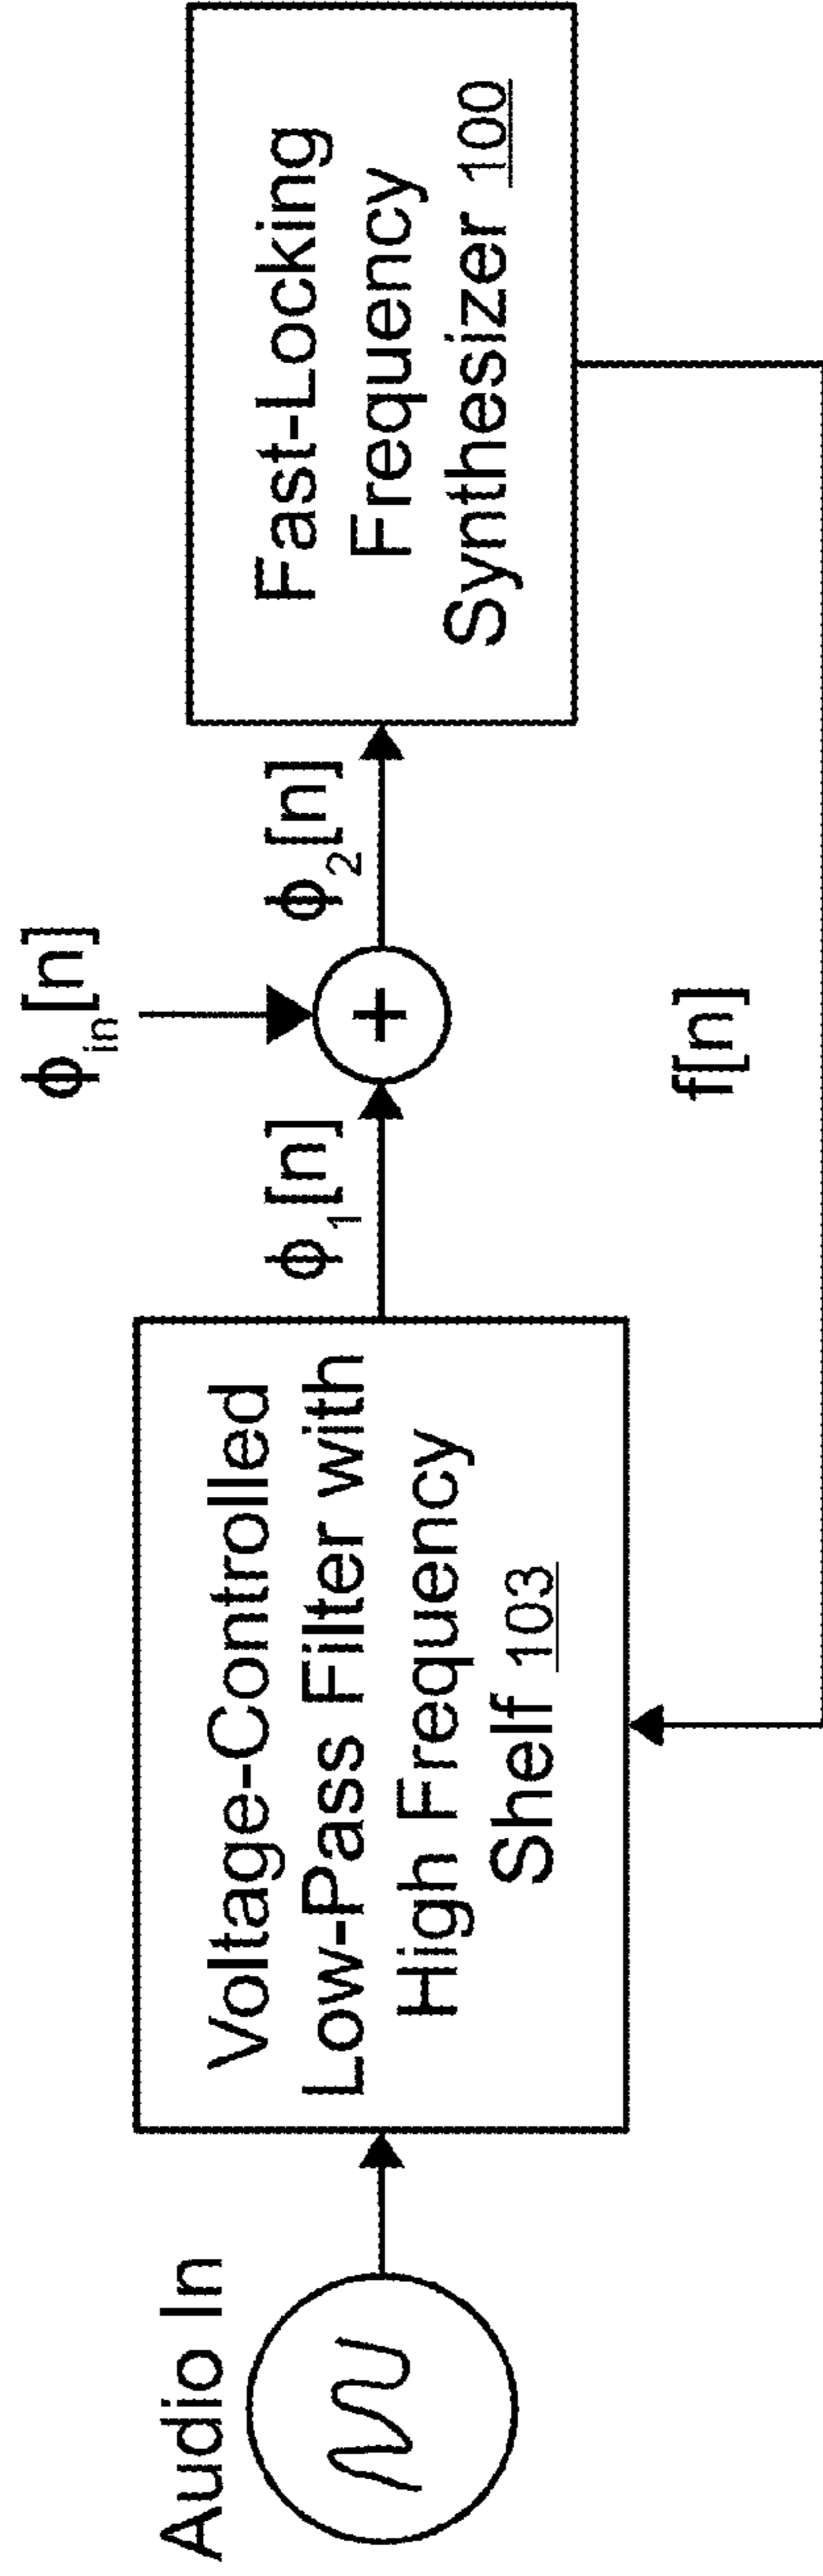 Audio In
Voltage-Controlled
Low-Pass Filter with
High Frequency
Shelf 103
ϕ1[n]
ϕin[n]
+
ϕ2[n]
Fast-Locking
Frequency
Synthesizer 100
f[n]